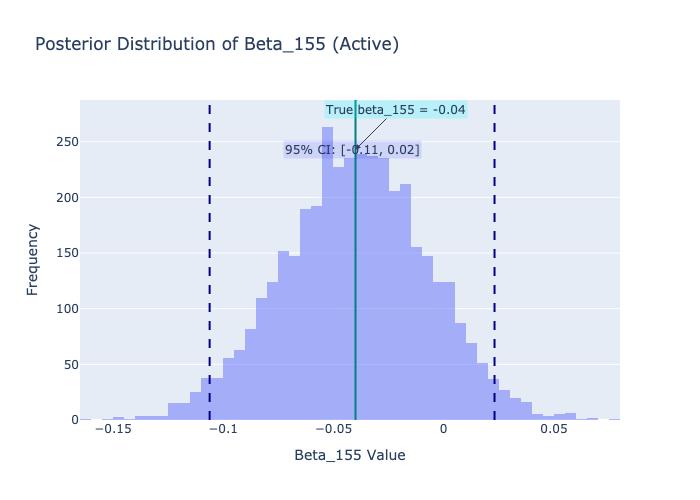 Posterior Distribution of Beta_155 (Active)
True beta_155 = -0.04
95% CI: [-0.11, 0.02]
250
200
150
100
50
0
Frequency
−0.15
−0.1
−0.05
0
0.05
Beta_155 Value